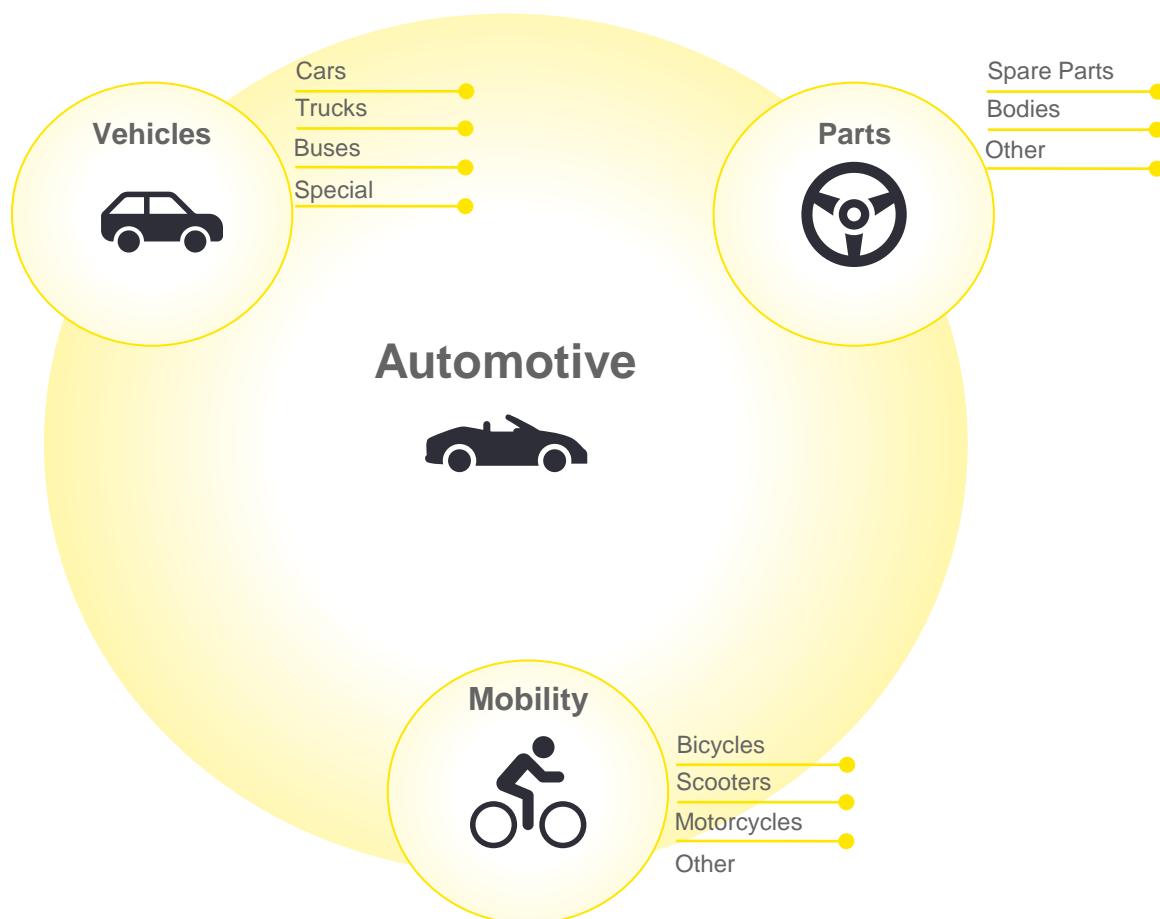 Vehicles
Cars
Trucks
Buses
Special
Parts
Spare Parts
Bodies
Other
Automotive
Mobility
Bicycles
Scooters
Motorcycles
Other